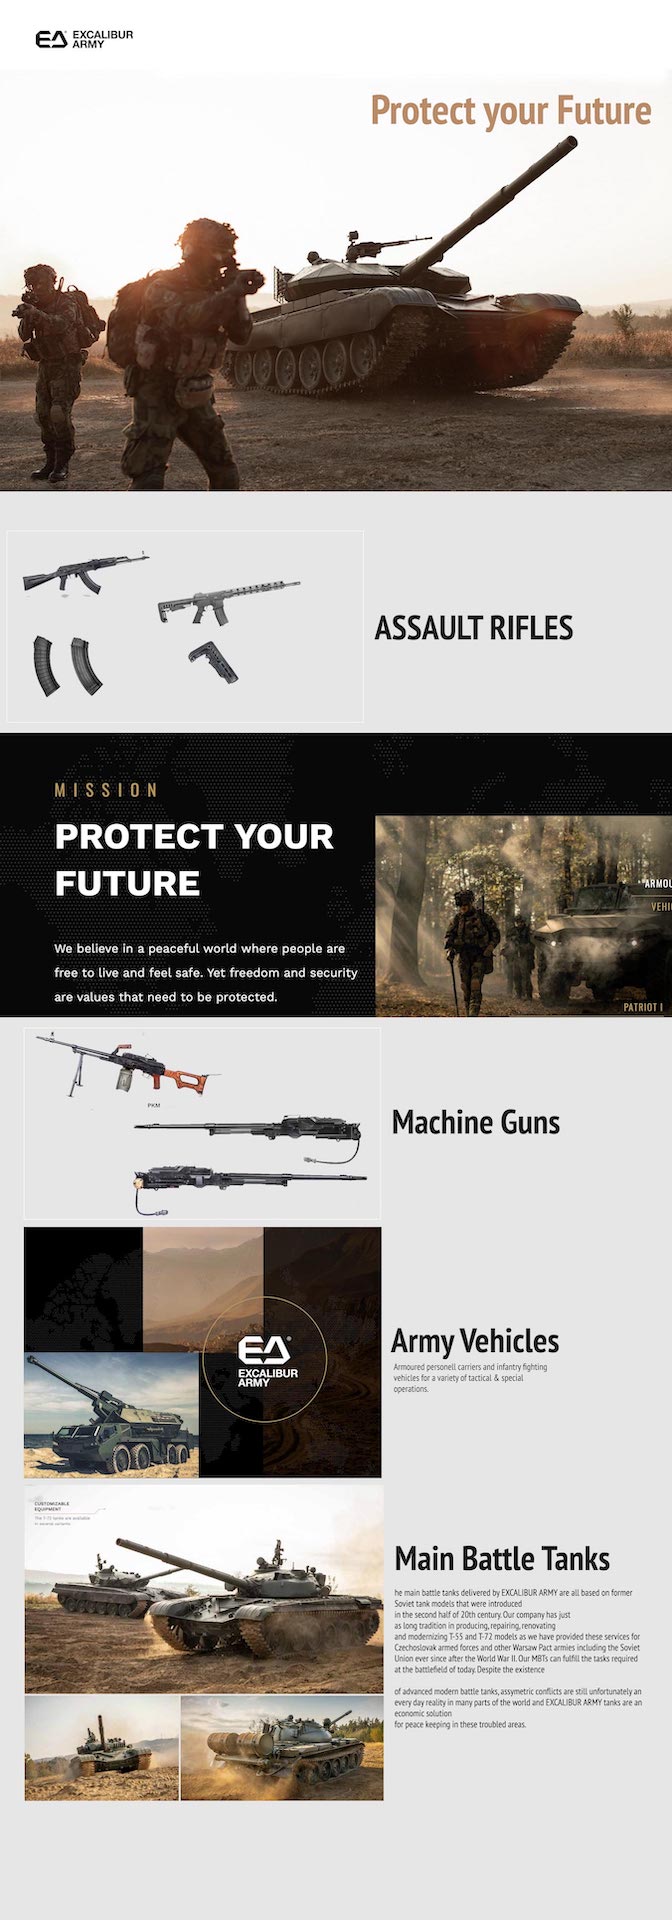 EXCALIBUR
ARMY
Protect your Future
ASSAULT RIFLES
MISSION
PROTECT YOUR
FUTURE
We believe in a peaceful world where people are
free to live and feel safe. Yet freedom and security
are values that need to be protected.
ARMOU
VEHI
PATRIOT I
PKM
Machine Guns
EXCALIBUR
ARMY
Army Vehicles
Armoured personell carriers and infantry fighting
vehicles for a variety of tactical & special
operations.
CUSTOMIZABLE
EQUIPMENT
The T-72 tanks are available
in several variants.
Main Battle Tanks
he main battle tanks delivered by EXCALIBUR ARMY are all based on former
Soviet tank models that were introduced
in the second half of 20th century. Our company has just
as long tradition in producing, repairing, renovating
and modernizing T-55 and T-72 models as we have provided these services for
Czechoslovak armed forces and other Warsaw Pact armies including the Soviet
Union ever since after the World War II. Our MBTs can fulfill the tasks required
at the battlefield of today. Despite the existence
of advanced modern battle tanks, assymetric conflicts are still unfortunately an
every day reality in many parts of the world and EXCALIBUR ARMY tanks are an
economic solution
for peace keeping in these troubled areas.